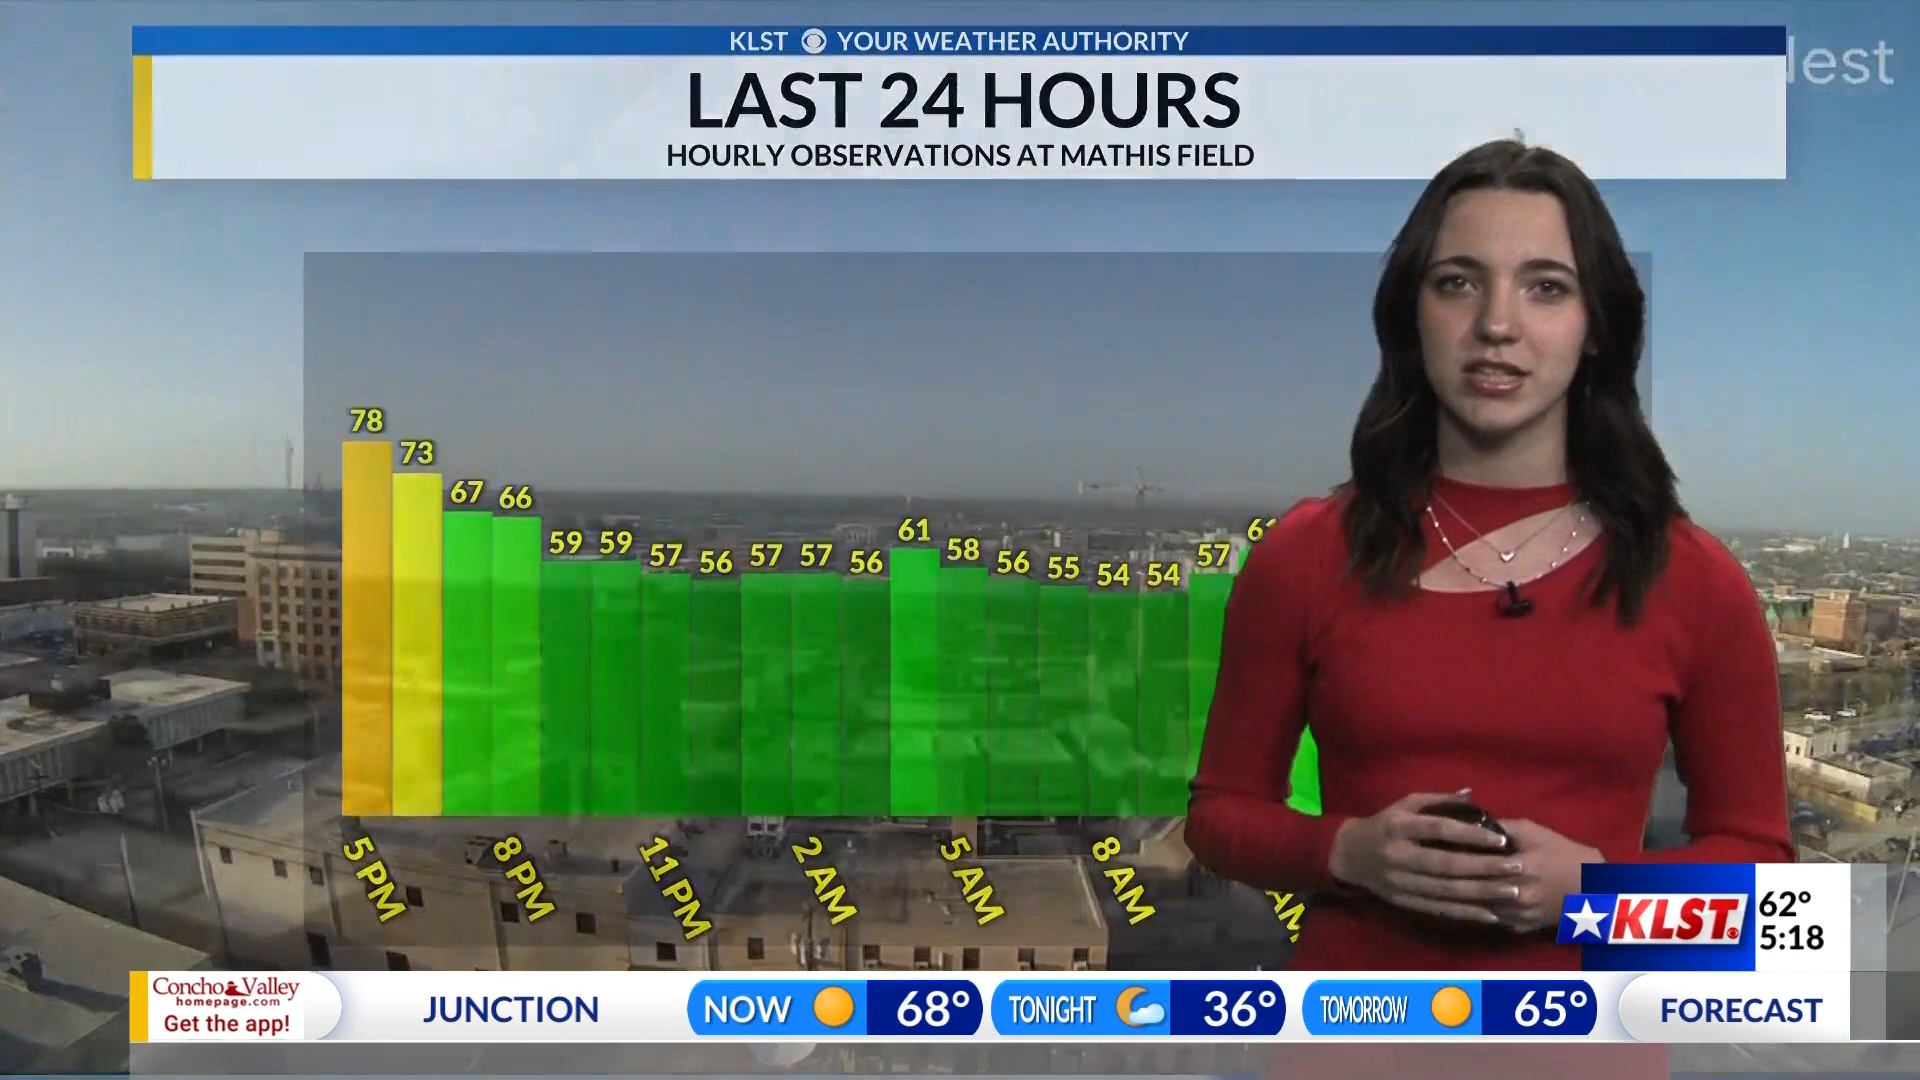 KLST YOUR WEATHER AUTHORITY
LAST 24 HOURS
HOURLY OBSERVATIONS AT MATHIS FIELD
78 73 67 66 59 59 57 56 57 57 56 61 58 56 55 54 54 57
5 PM 8 PM 11 PM 2 AM 5 AM 8 AM AM
KLST.
62°
5:18
Concho Valley
homepage.com
Get the app!
JUNCTION
NOW 68° TONIGHT 36° TOMORROW 65° FORECAST